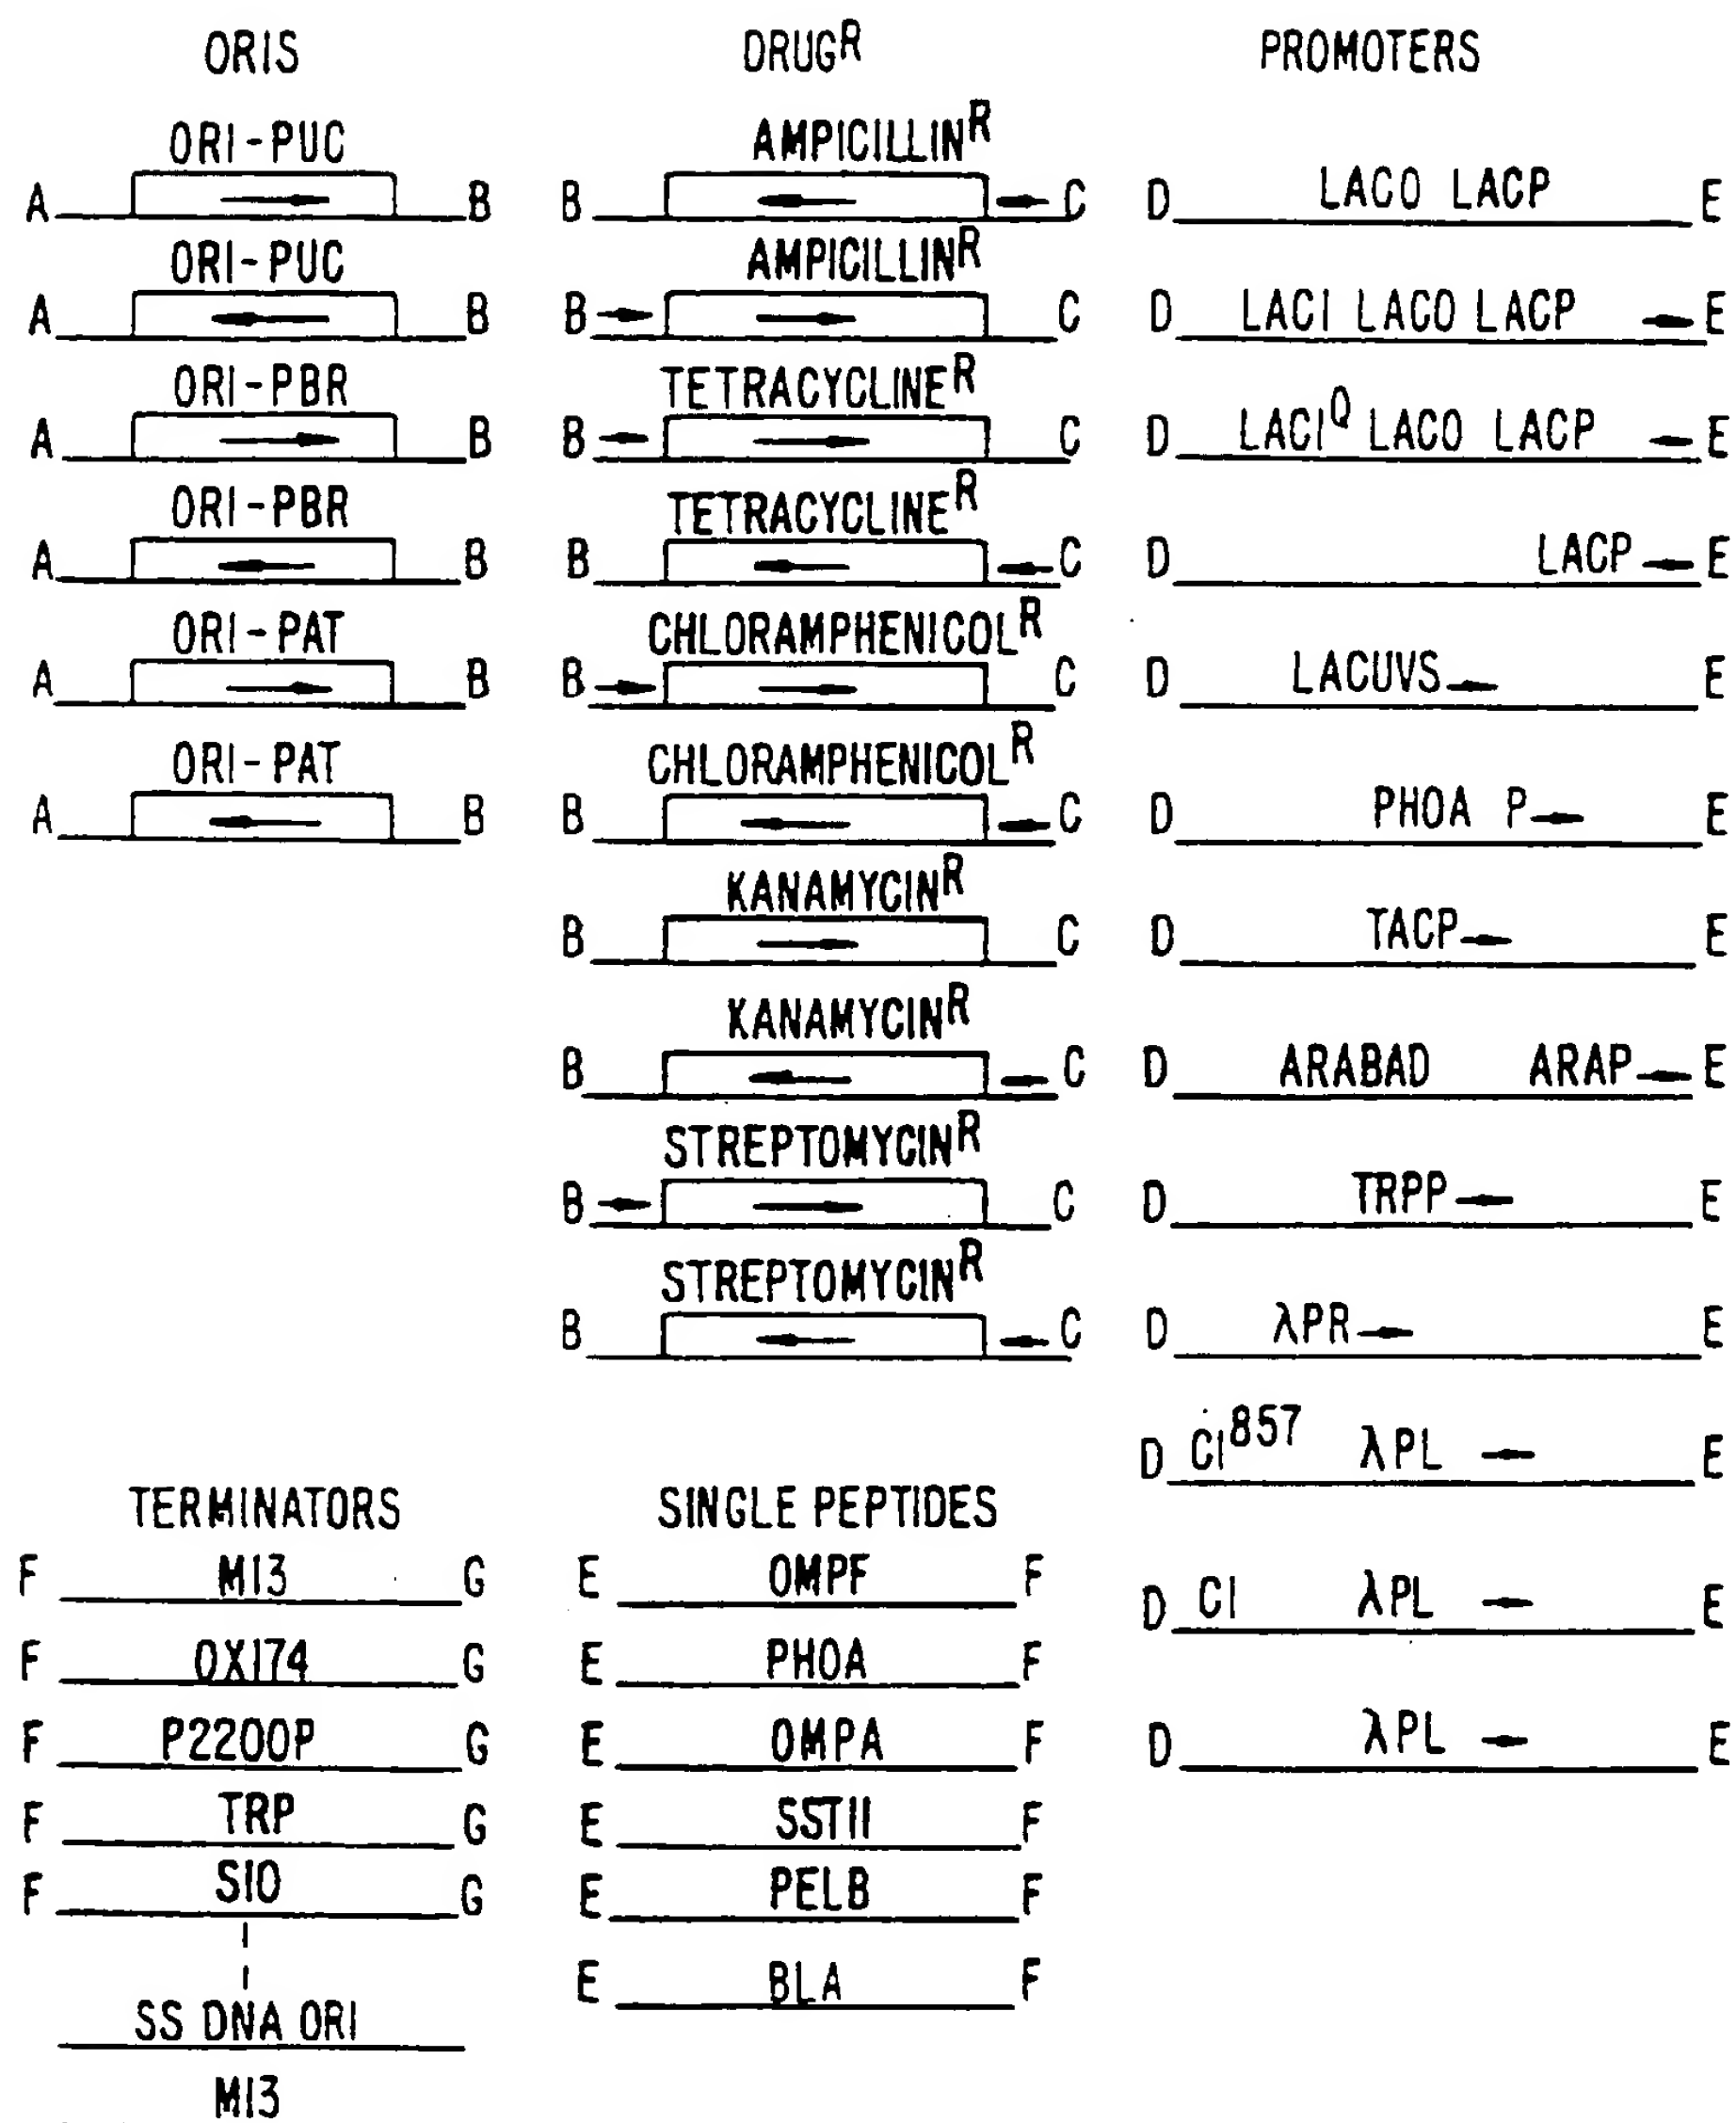 ORIS
ORI-PUC
A B
ORI-PUC
A B
ORI-PBR
A B
ORI-PBR
A B
ORI-PAT
A B
ORI-PAT
A B
DRUGR
AMPICILLINR
B C
AMPICILLINR
B C
TETRACYCLINER
B C
TETRACYCLINER
B C
CHLORAMPHENICOLR
B C
CHLORAMPHENICOLR
B C
KANAMYCINR
B C
KANAMYCINR
B C
STREPTOMYCINR
B C
STREPTOMYCINR
B C
PROMOTERS
D LACO LACP E
D LACI LACO LACP E
D LACIQ LACO LACP E
D LACP E
D LACUVS E
D PHOA P E
D TACP E
D ARABAD ARAP E
D TRPP E
D λPR E
D CI857 λPL E
D CI λPL E
D λPL E
TERMINATORS
F M13 G
F OX174 G
F P2200P G
F TRP G
F S10 G
SS DNA ORI
M13
SINGLE PEPTIDES
E OMPF F
E PHOA F
E OMPA F
E SSTII F
E PELB F
E BLA F